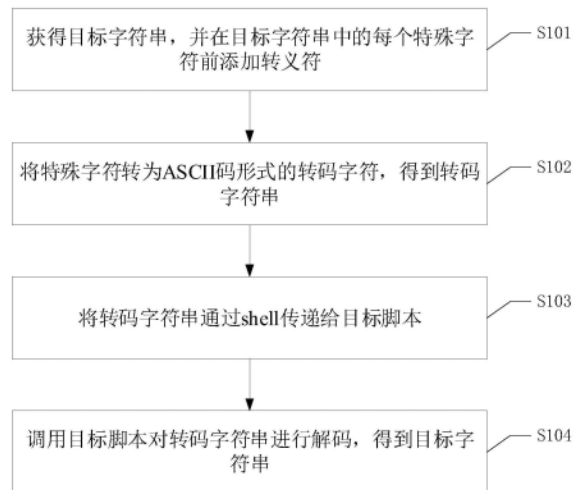 获得目标字符串，并在目标字符串中的每个特殊字
符前添加转义符
S101
将特殊字符转为ASCII码形式的转码字符，得到转码
字符串
S102
将转码字符串通过shell传递给目标脚本
S103
调用目标脚本对转码字符串进行解码，得到目标字
符串
S104